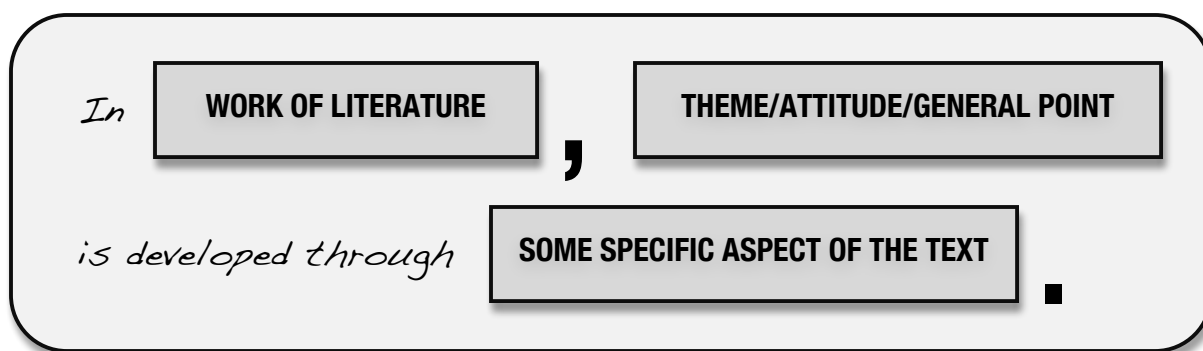 In WORK OF LITERATURE, THEME/ATTITUDE/GENERAL POINT
is developed through SOME SPECIFIC ASPECT OF THE TEXT.